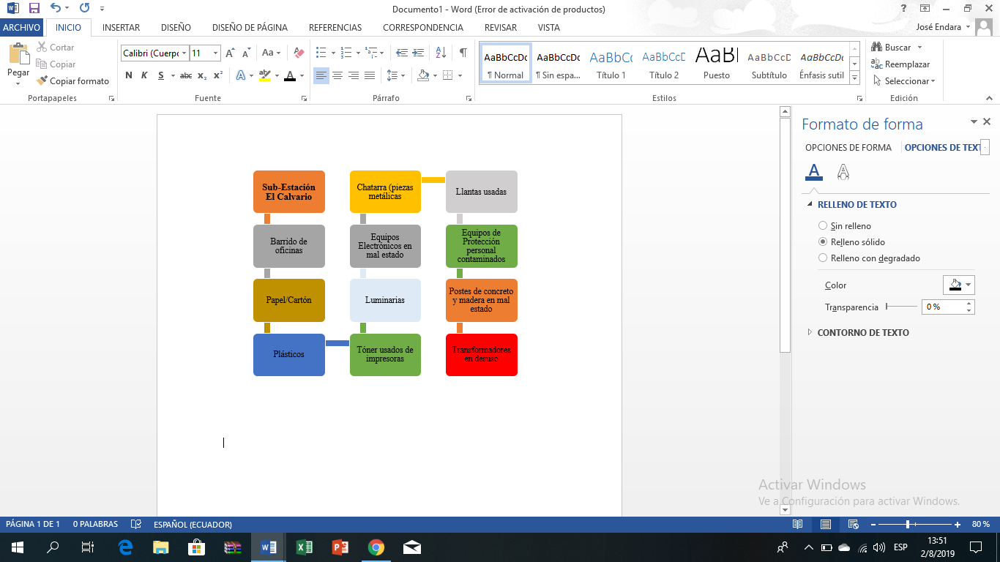 Documento1 - Word (Error de activación de productos)
ARCHIVO INICIO INSERTAR DISEÑO DISEÑO DE PÁGINA REFERENCIAS CORRESPONDENCIA REVISAR VISTA José Endara
Pegar
Cortar
Copiar
Copiar formato
Portapapeles
Calibri (Cuerpo 11
N K S abc x₂ x²
Fuente
Párrafo
AaBbCcDc AaBbCcDc AaBbCc AaBbCcD AaBl AaBbCcD AaBbCcDc
¶ Normal ¶ Sin espa... Título 1 Título 2 Puesto Subtítulo Énfasis sutil
Estilos
Buscar
Reemplazar
Seleccionar
Edición
Sub-Estación
El Calvario
Barrido de
oficinas
Papel/Cartón
Plásticos
Chatarra (piezas
metálicas
Equipos
Electrónicos en
mal estado
Luminarias
Tóner usados de
impresoras
Llantas usadas
Equipos de
Protección
personal
contaminados
Postes de concreto
y madera en mal
estado
Transformadores
en desuso
Formato de forma
OPCIONES DE FORMA OPCIONES DE TEXT
RELLENO DE TEXTO
Sin relleno
Relleno sólido
Relleno con degradado
Color
Transparencia 0 %
CONTORNO DE TEXTO
Activar Windows
Ve a Configuración para activar Windows.
PÁGINA 1 DE 1 0 PALABRAS ESPAÑOL (ECUADOR) 80 %
ESP
13:51
2/8/2019